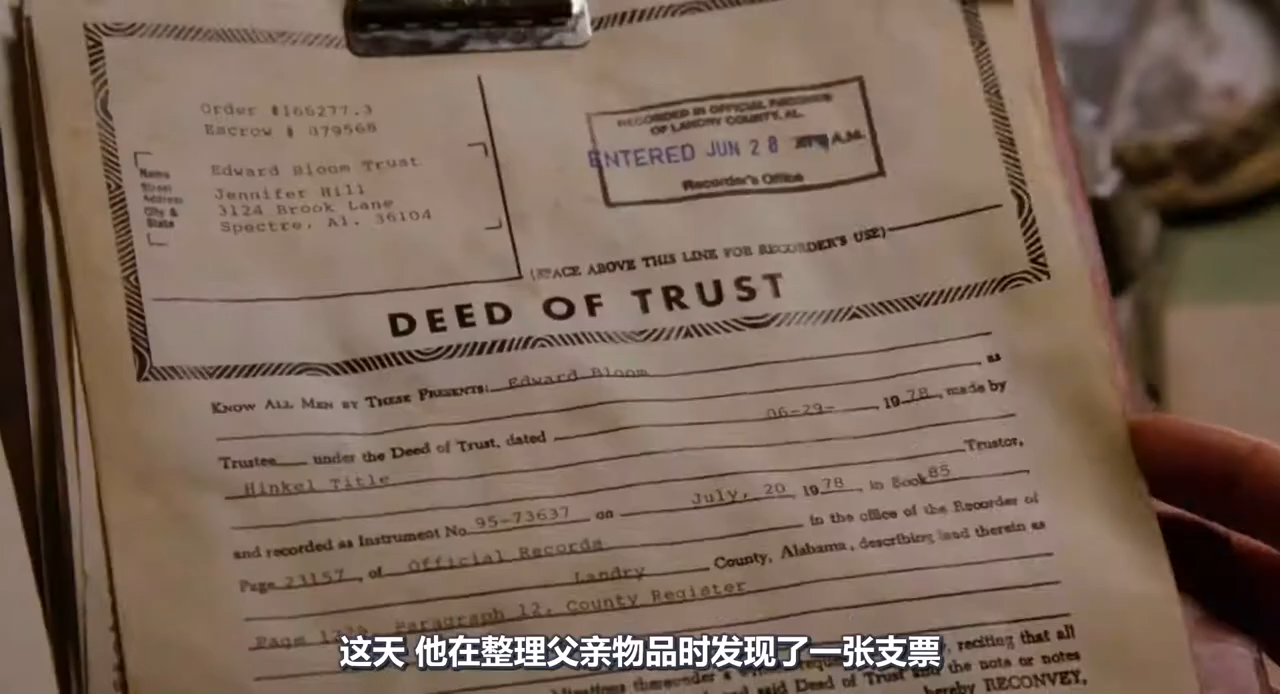 Order #166277.3
Escrow # 879568
Name
Street
Address
City &
State
Edward Bloom Trust
Jennifer Hill
3124 Brook Lane
Spectre, Al. 36104
RECORDED IN OFFICIAL RECORDS
OF LANDRY COUNTY, AL.
ENTERED JUN 28 A.M.
Recorder's Office
(SPACE ABOVE THIS LINE FOR RECORDER'S USE)
DEED OF TRUST
KNOW ALL MEN BY THESE PRESENTS: Edward Bloom
, as
Trustee under the Deed of Trust, dated 06-29- , 1978, made by
Hinkel Title
Trustor,
and recorded as Instrument No. 95-73637 on July, 20 1978 in Book 85
Page 23157, of Official Records in the office of the Recorder of
Landry County, Alabama, describing land therein as
Paragraph 12, County Register
这天 他在整理父亲物品时发现了一张支票
reciting that all
said Deed of Trust and the note or notes
hereby RECONVEY,